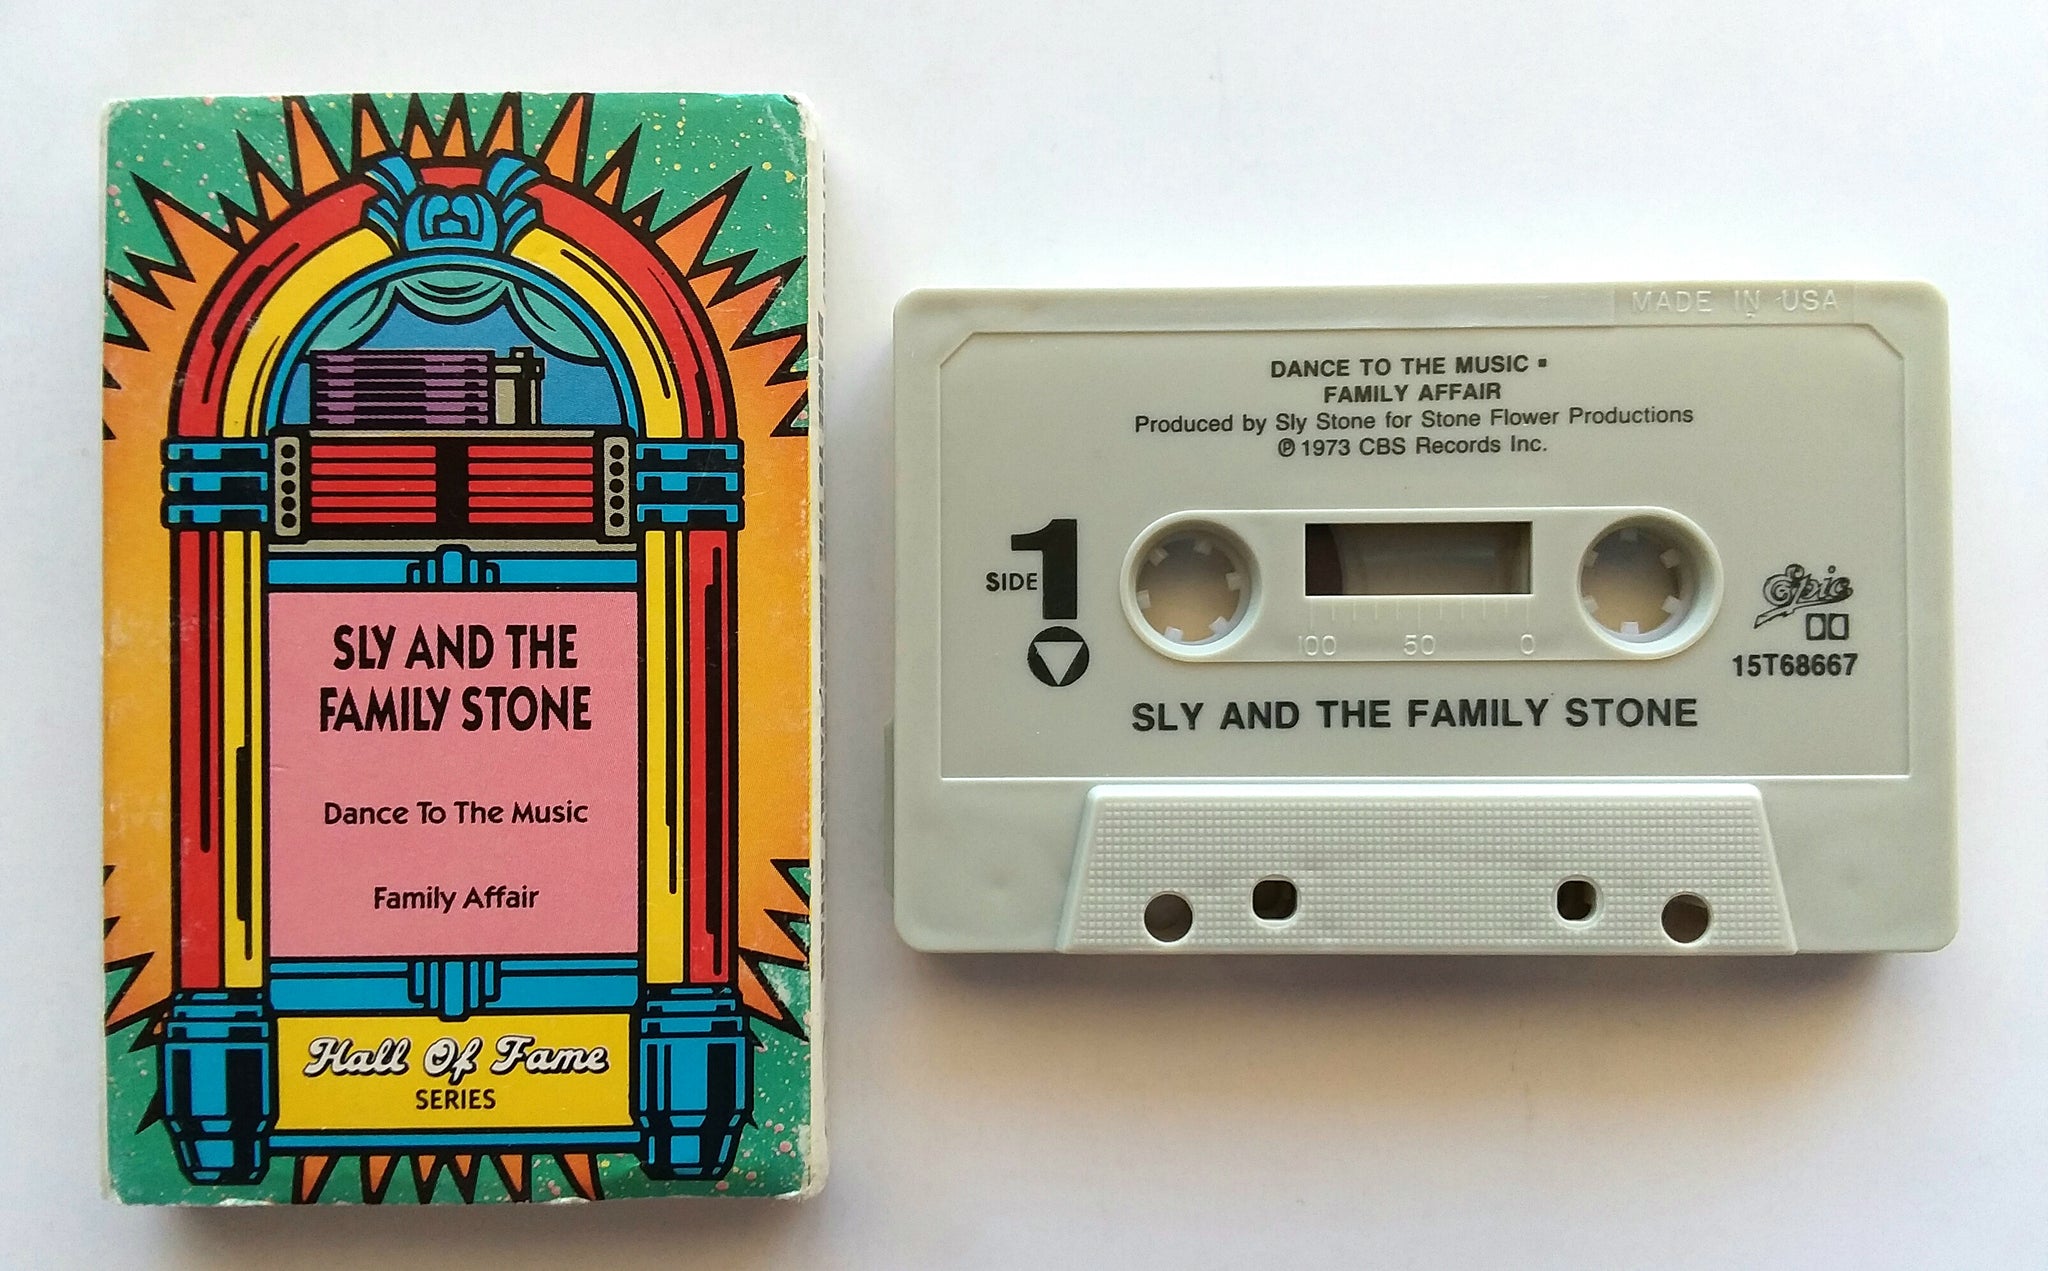 SLY AND THE
FAMILY STONE
Dance To The Music
Family Affair
Hall Of Fame
SERIES
MADE IN USA
DANCE TO THE MUSIC ▪
FAMILY AFFAIR
Produced by Sly Stone for Stone Flower Productions
℗ 1973 CBS Records Inc.
SIDE 1
100 50 0
Epic
15T68667
SLY AND THE FAMILY STONE